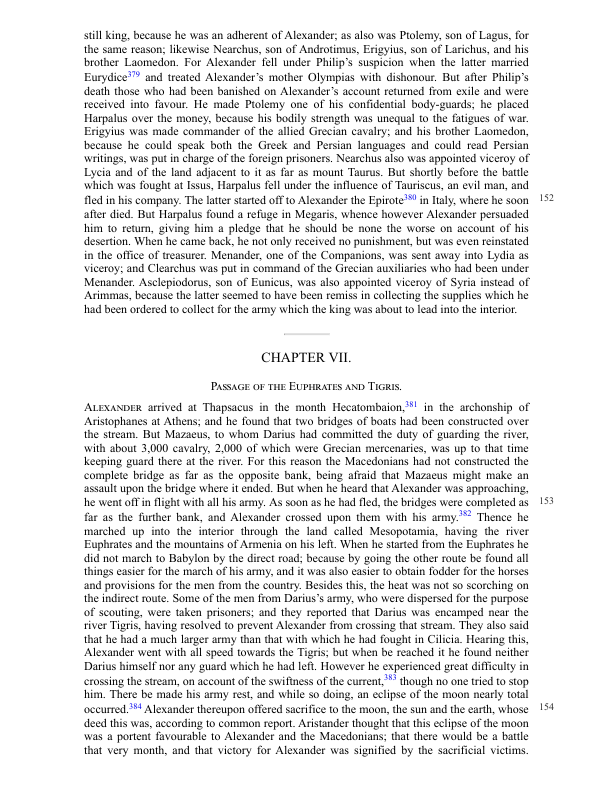 still king, because he was an adherent of Alexander; as also was Ptolemy, son of Lagus, for
the same reason; likewise Nearchus, son of Androtimus, Erigyius, son of Larichus, and his
brother Laomedon. For Alexander fell under Philip’s suspicion when the latter married
Eurydice379 and treated Alexander’s mother Olympias with dishonour. But after Philip’s
death those who had been banished on Alexander’s account returned from exile and were
received into favour. He made Ptolemy one of his confidential body-guards; he placed
Harpalus over the money, because his bodily strength was unequal to the fatigues of war.
Erigyius was made commander of the allied Grecian cavalry; and his brother Laomedon,
because he could speak both the Greek and Persian languages and could read Persian
writings, was put in charge of the foreign prisoners. Nearchus also was appointed viceroy of
Lycia and of the land adjacent to it as far as mount Taurus. But shortly before the battle
which was fought at Issus, Harpalus fell under the influence of Tauriscus, an evil man, and
fled in his company. The latter started off to Alexander the Epirote380 in Italy, where he soon 152
after died. But Harpalus found a refuge in Megaris, whence however Alexander persuaded
him to return, giving him a pledge that he should be none the worse on account of his
desertion. When he came back, he not only received no punishment, but was even reinstated
in the office of treasurer. Menander, one of the Companions, was sent away into Lydia as
viceroy; and Clearchus was put in command of the Grecian auxiliaries who had been under
Menander. Asclepiodorus, son of Eunicus, was also appointed viceroy of Syria instead of
Arimmas, because the latter seemed to have been remiss in collecting the supplies which he
had been ordered to collect for the army which the king was about to lead into the interior.
CHAPTER VII.
Passage of the Euphrates and Tigris.
Alexander arrived at Thapsacus in the month Hecatombaion,381 in the archonship of
Aristophanes at Athens; and he found that two bridges of boats had been constructed over
the stream. But Mazaeus, to whom Darius had committed the duty of guarding the river,
with about 3,000 cavalry, 2,000 of which were Grecian mercenaries, was up to that time
keeping guard there at the river. For this reason the Macedonians had not constructed the
complete bridge as far as the opposite bank, being afraid that Mazaeus might make an
assault upon the bridge where it ended. But when he heard that Alexander was approaching,
he went off in flight with all his army. As soon as he had fled, the bridges were completed as 153
far as the further bank, and Alexander crossed upon them with his army.382 Thence he
marched up into the interior through the land called Mesopotamia, having the river
Euphrates and the mountains of Armenia on his left. When he started from the Euphrates he
did not march to Babylon by the direct road; because by going the other route be found all
things easier for the march of his army, and it was also easier to obtain fodder for the horses
and provisions for the men from the country. Besides this, the heat was not so scorching on
the indirect route. Some of the men from Darius’s army, who were dispersed for the purpose
of scouting, were taken prisoners; and they reported that Darius was encamped near the
river Tigris, having resolved to prevent Alexander from crossing that stream. They also said
that he had a much larger army than that with which he had fought in Cilicia. Hearing this,
Alexander went with all speed towards the Tigris; but when be reached it he found neither
Darius himself nor any guard which he had left. However he experienced great difficulty in
crossing the stream, on account of the swiftness of the current,383 though no one tried to stop
him. There be made his army rest, and while so doing, an eclipse of the moon nearly total
occurred.384 Alexander thereupon offered sacrifice to the moon, the sun and the earth, whose 154
deed this was, according to common report. Aristander thought that this eclipse of the moon
was a portent favourable to Alexander and the Macedonians; that there would be a battle
that very month, and that victory for Alexander was signified by the sacrificial victims.